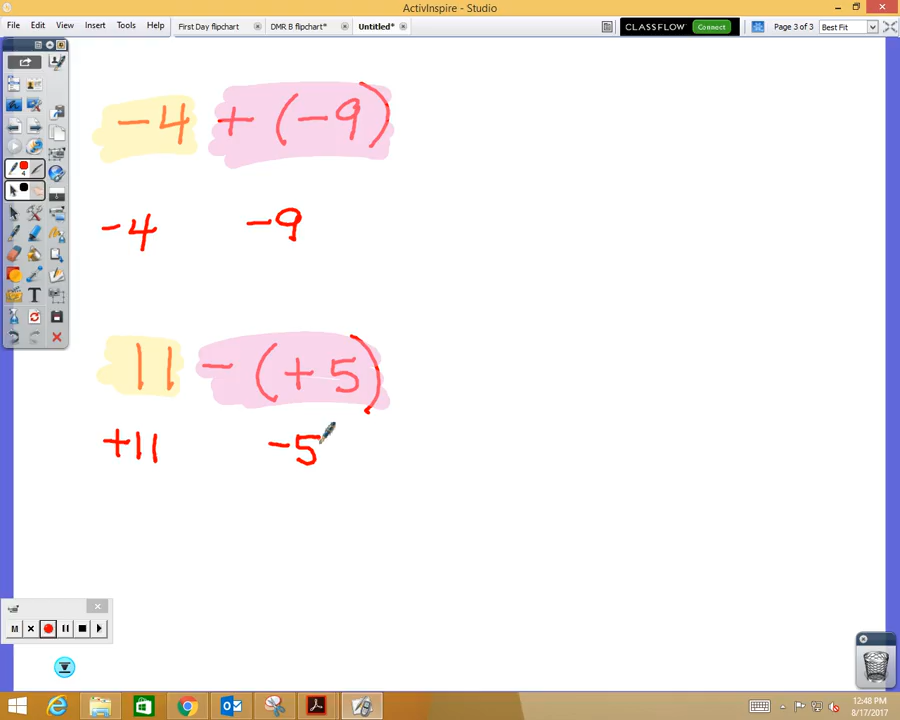 ActivInspire - Studio
File Edit View Insert Tools Help First Day flipchart DMR B flipchart* Untitled* CLASSFLOW Connect Page 3 of 3 Best Fit
-4 + (-9)
-4 -9
11 - (+5)
+11 -5
4
T
M
12:48 PM
8/17/2017